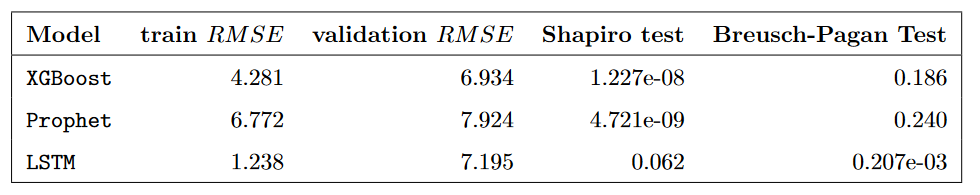 Model train RMSE validation RMSE Shapiro test Breusch-Pagan Test
XGBoost 4.281 6.934 1.227e-08 0.186
Prophet 6.772 7.924 4.721e-09 0.240
LSTM 1.238 7.195 0.062 0.207e-03